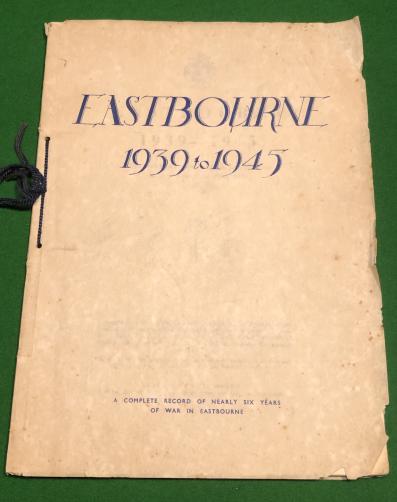 EASTBOURNE
1939 to 1945
A COMPLETE RECORD OF NEARLY SIX YEARS
OF WAR IN EASTBOURNE